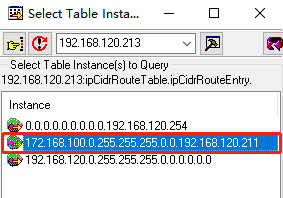 Select Table Instan...
192.168.120.213
Select Table Instance(s) to Query
192.168.120.213:ipCidrRouteTable.ipCidrRouteEntry.
Instance
0.0.0.0.0.0.0.0.0.192.168.120.254
172.168.100.0.255.255.255.0.0.192.168.120.211
192.168.120.0.255.255.255.0.0.0.0.0.0